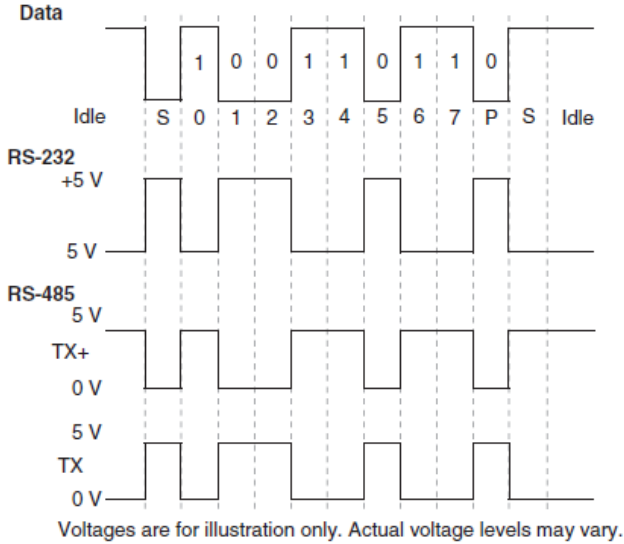 Data
1 0 0 1 1 0 1 1 0
Idle S 0 1 2 3 4 5 6 7 P S Idle
RS-232
+5 V
5 V
RS-485
5 V
TX+
0 V
5 V
TX
0 V
Voltages are for illustration only. Actual voltage levels may vary.